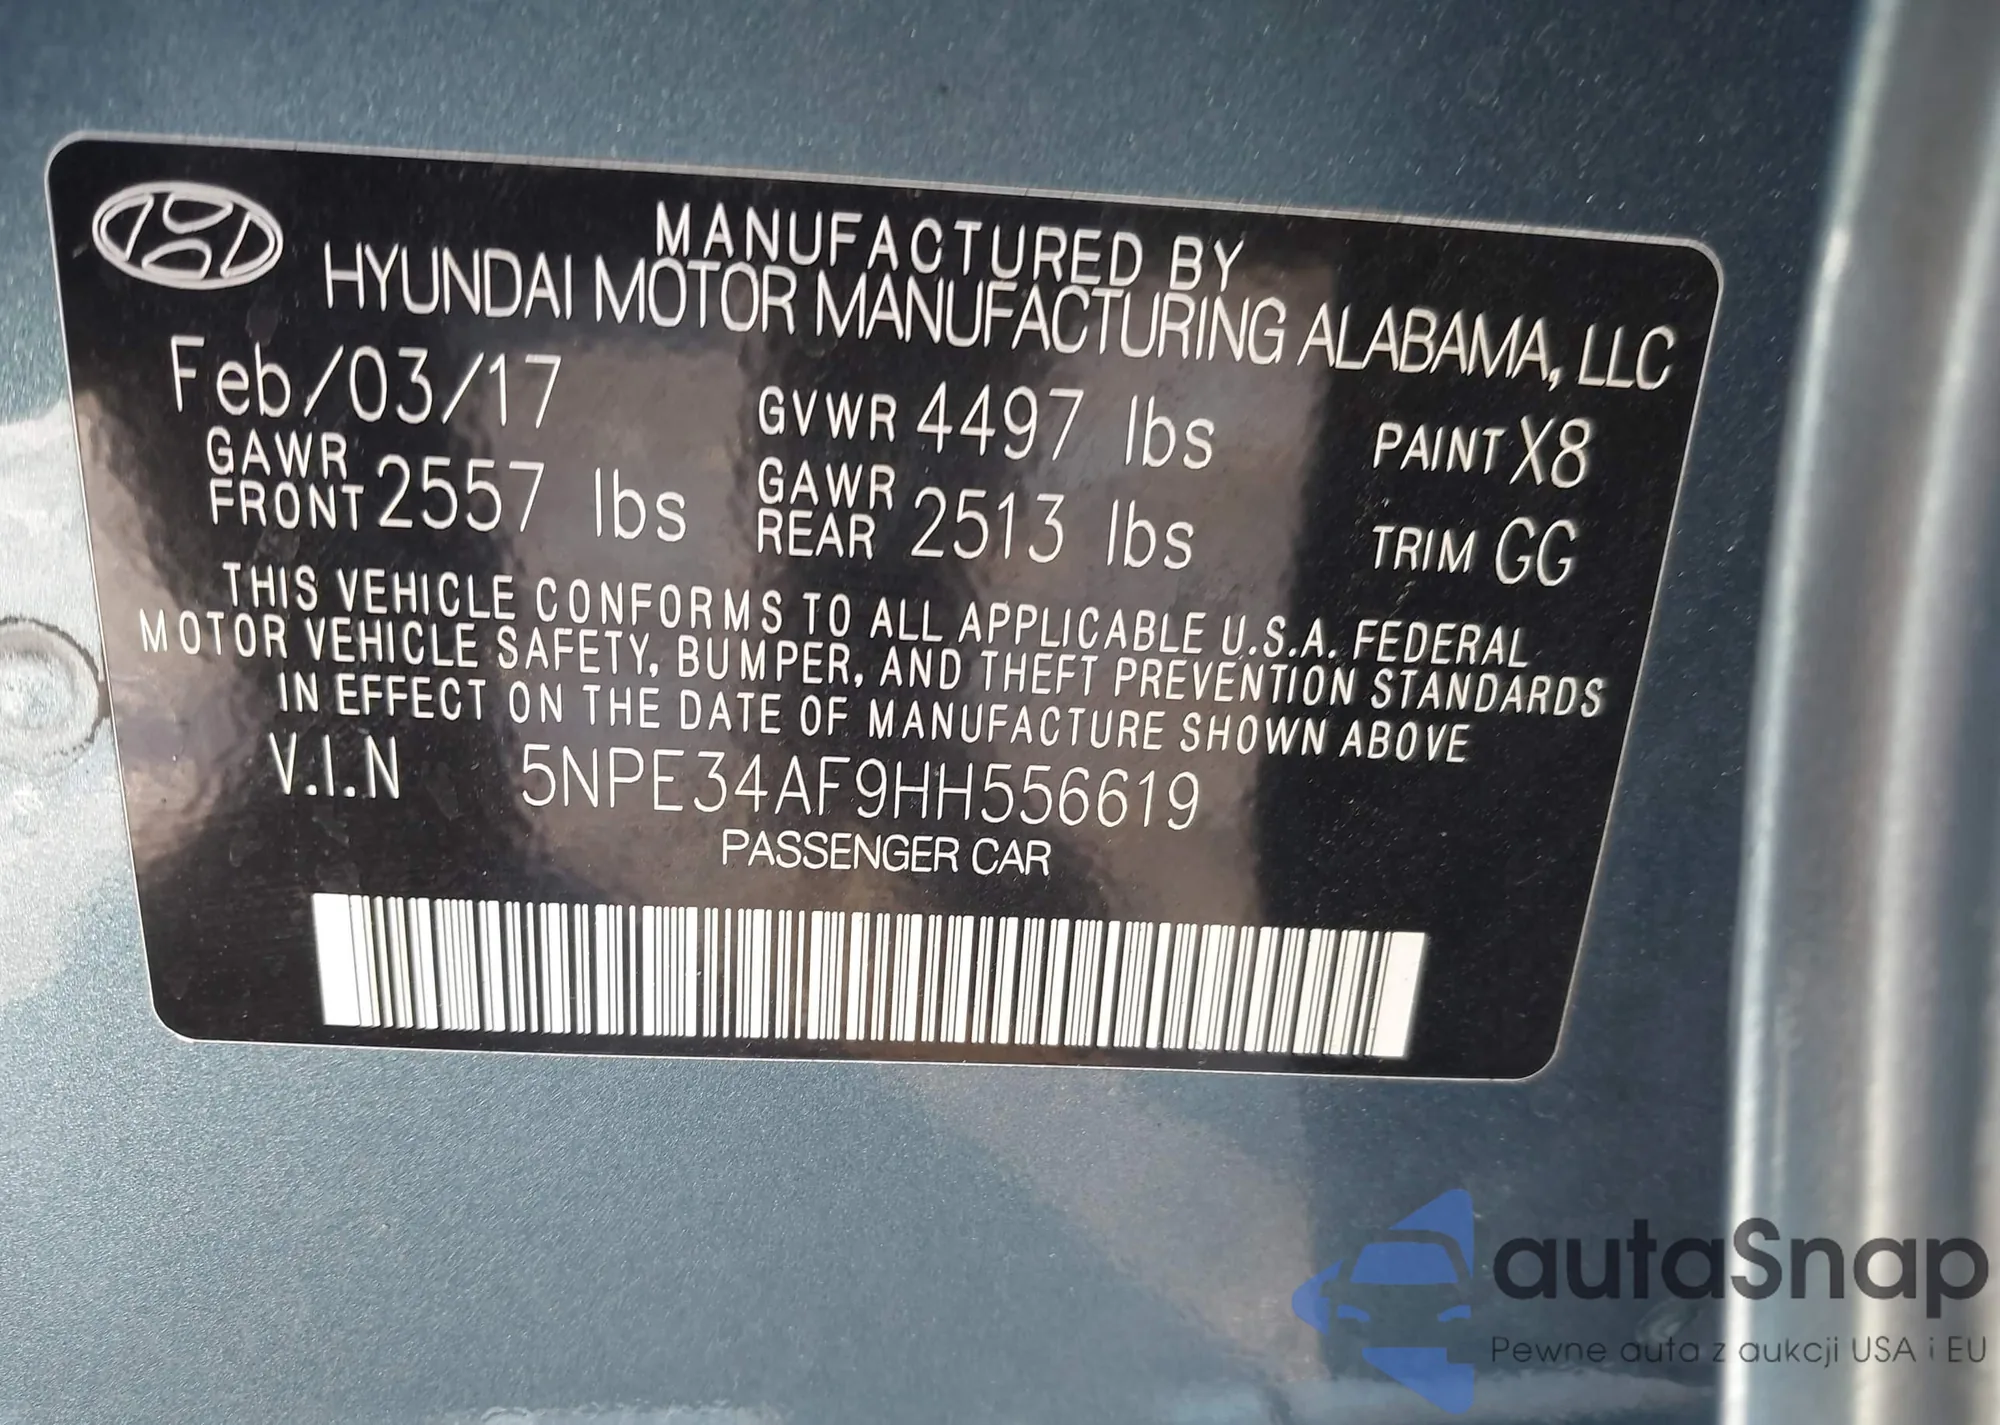 MANUFACTURED BY
HYUNDAI MOTOR MANUFACTURING ALABAMA, LLC
Feb/03/17 GVWR 4497 lbs PAINT X8
GAWR FRONT 2557 lbs GAWR REAR 2513 lbs TRIM GG
THIS VEHICLE CONFORMS TO ALL APPLICABLE U.S.A. FEDERAL
MOTOR VEHICLE SAFETY, BUMPER, AND THEFT PREVENTION STANDARDS
IN EFFECT ON THE DATE OF MANUFACTURE SHOWN ABOVE
V.I.N 5NPE34AF9HH556619
PASSENGER CAR
autaSnap
Pewne auta z aukcji USA i EU